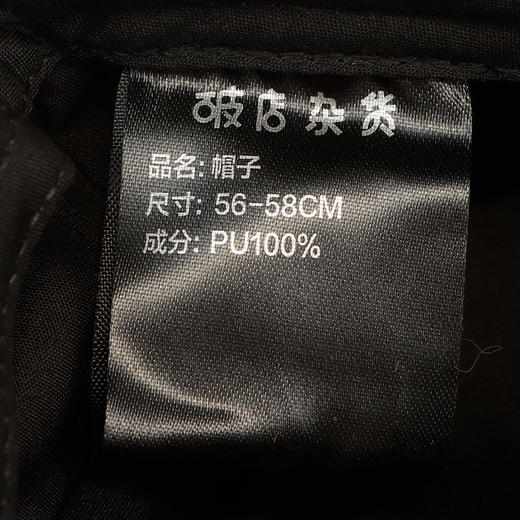 破店杂货
品名: 帽子
尺寸: 56-58CM
成分: PU100%